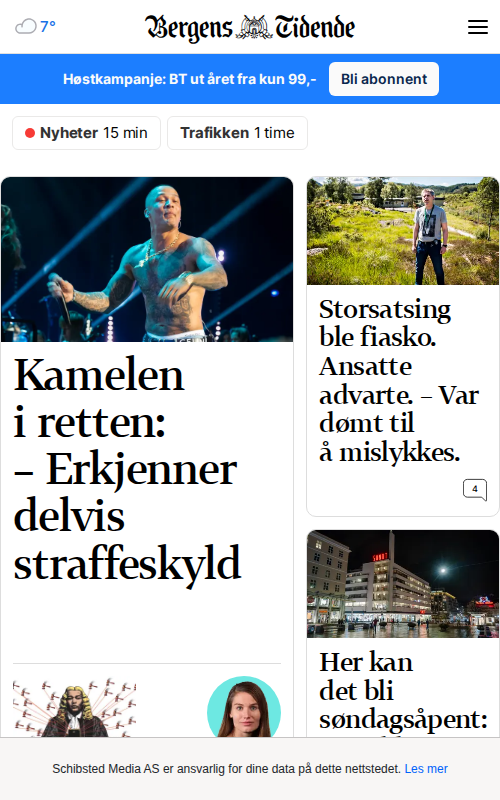 7°
Bergens Tidende
Høstkampanje: BT ut året fra kun 99,-
Bli abonnent
Nyheter 15 min
Trafikken 1 time
Kamelen
i retten:
– Erkjenner
delvis
straffeskyld
Storsatsing
ble fiasko.
Ansatte
advarte. – Var
dømt til
å mislykkes.
4
Her kan
det bli
søndagsåpent:
Schibsted Media AS er ansvarlig for dine data på dette nettstedet. Les mer